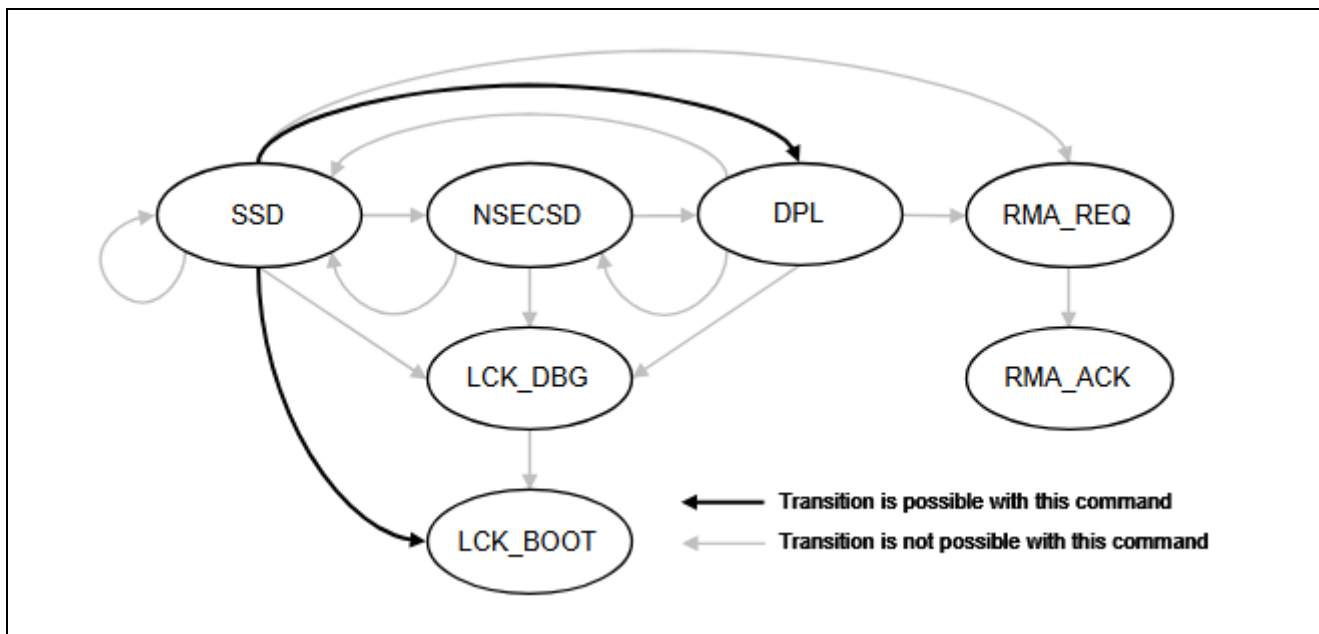 SSD
NSECSD
DPL
RMA_REQ
LCK_DBG
RMA_ACK
LCK_BOOT
Transition is possible with this command
Transition is not possible with this command